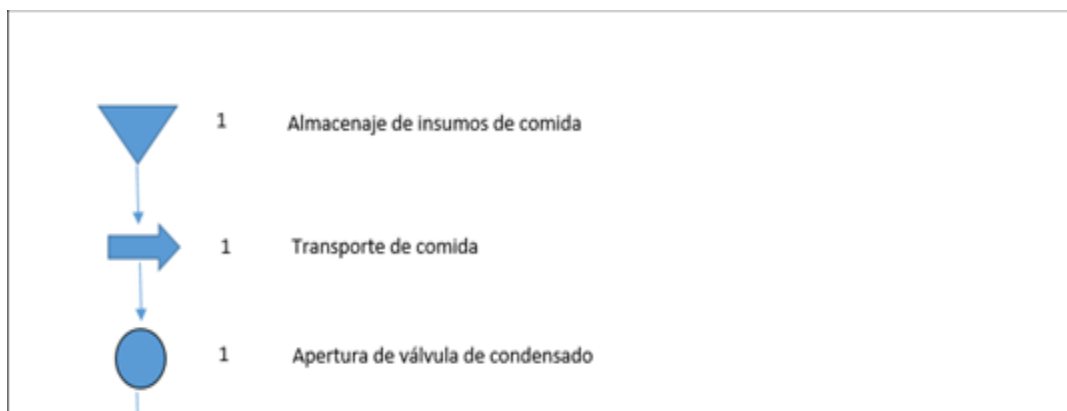 1 Almacenaje de insumos de comida
1 Transporte de comida
1 Apertura de válvula de condensado